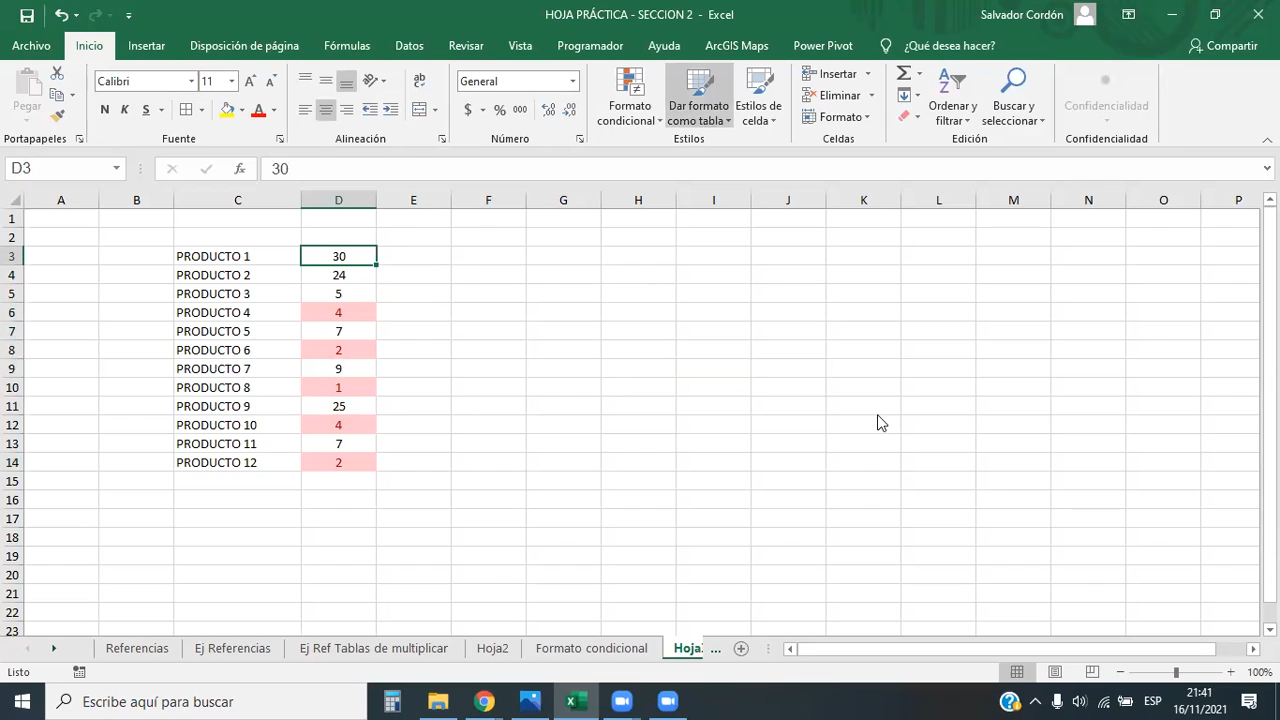 HOJA PRÁCTICA - SECCION 2 - Excel
Salvador Cordón
Archivo Inicio Insertar Disposición de página Fórmulas Datos Revisar Vista Programador Ayuda ArcGIS Maps Power Pivot ¿Qué desea hacer? Compartir
Pegar
Portapapeles
Calibri 11
N K S
Fuente
ab
Alineación
General
$ % 000
Número
Formato condicional
Dar formato como tabla
Estilos de celda
Estilos
Insertar
Eliminar
Formato
Celdas
Ordenar y filtrar
Buscar y seleccionar
Edición
Confidencialidad
Confidencialidad
D3 fx 30
A B C D E F G H I J K L M N O P
1
2
3 PRODUCTO 1 30
4 PRODUCTO 2 24
5 PRODUCTO 3 5
6 PRODUCTO 4 4
7 PRODUCTO 5 7
8 PRODUCTO 6 2
9 PRODUCTO 7 9
10 PRODUCTO 8 1
11 PRODUCTO 9 25
12 PRODUCTO 10 4
13 PRODUCTO 11 7
14 PRODUCTO 12 2
15
16
17
18
19
20
21
22
23
Referencias Ej Referencias Ej Ref Tablas de multiplicar Hoja2 Formato condicional ...
Listo 100%
Escribe aquí para buscar
ESP
21:41
16/11/2021